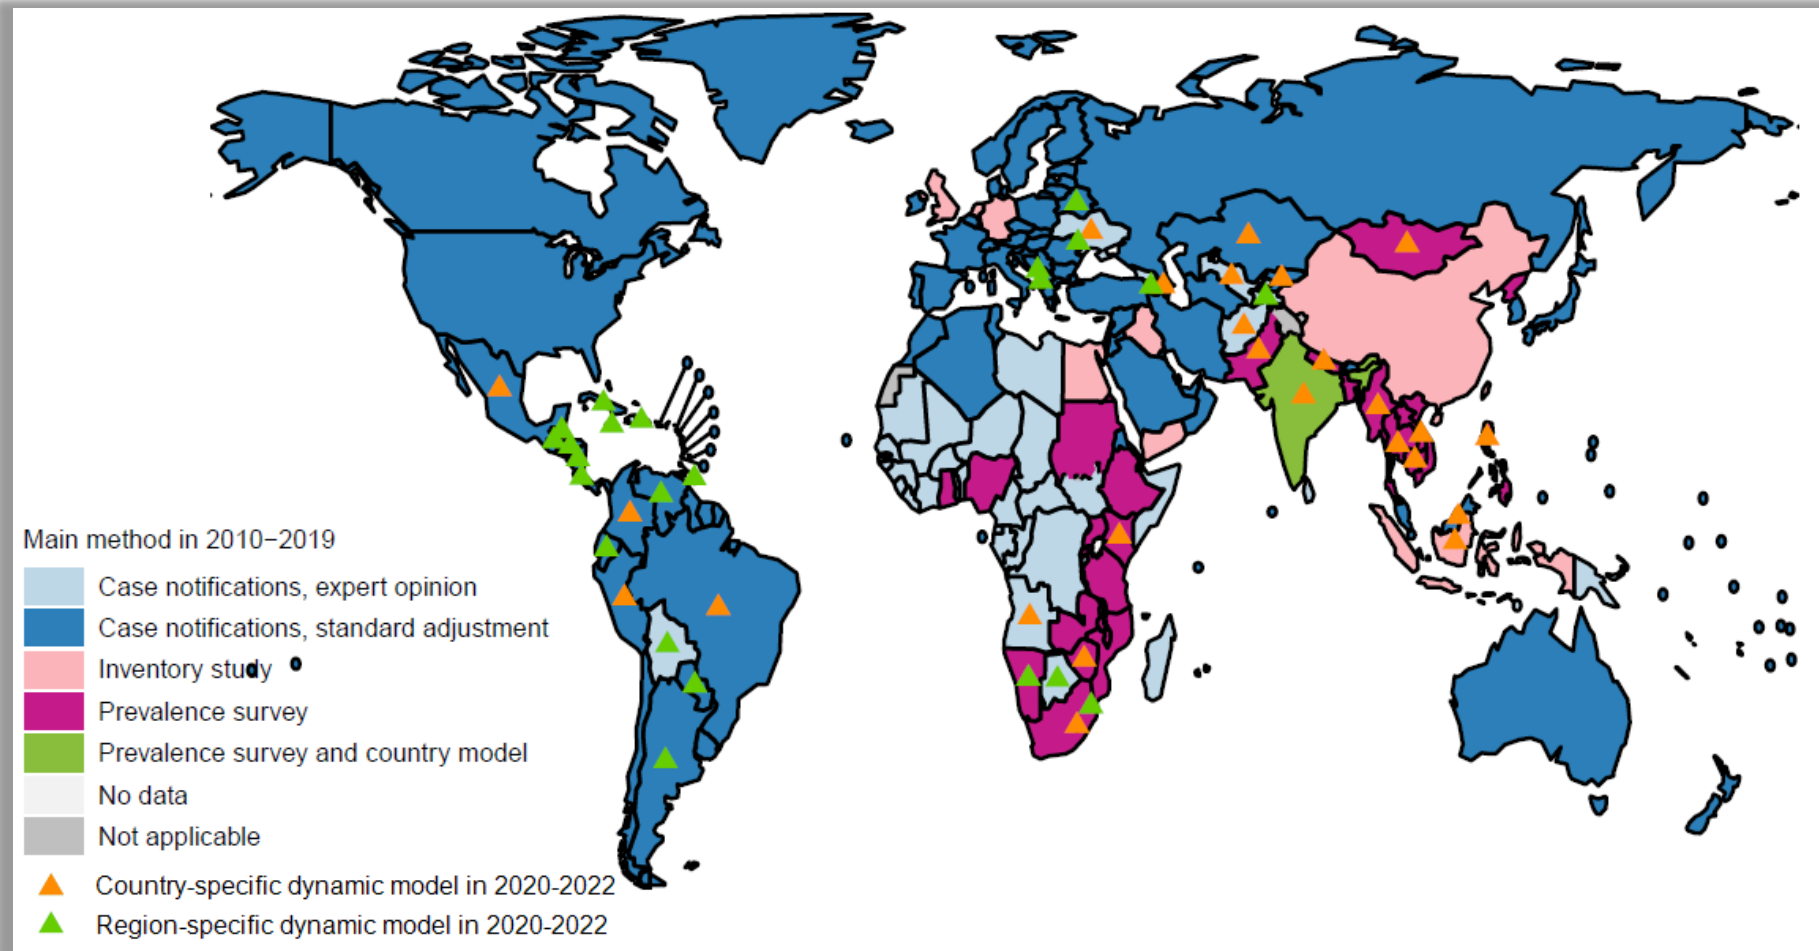 Main method in 2010−2019
Case notifications, expert opinion
Case notifications, standard adjustment
Inventory study
Prevalence survey
Prevalence survey and country model
No data
Not applicable
Country-specific dynamic model in 2020-2022
Region-specific dynamic model in 2020-2022